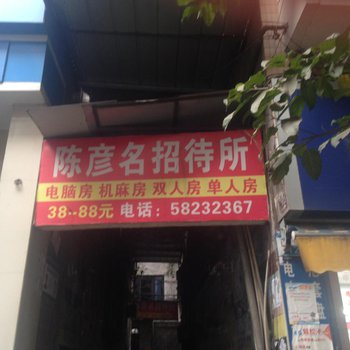 陈彦名招待所
电脑房 机麻房 双人房 单人房
38--88元 电话：58232367